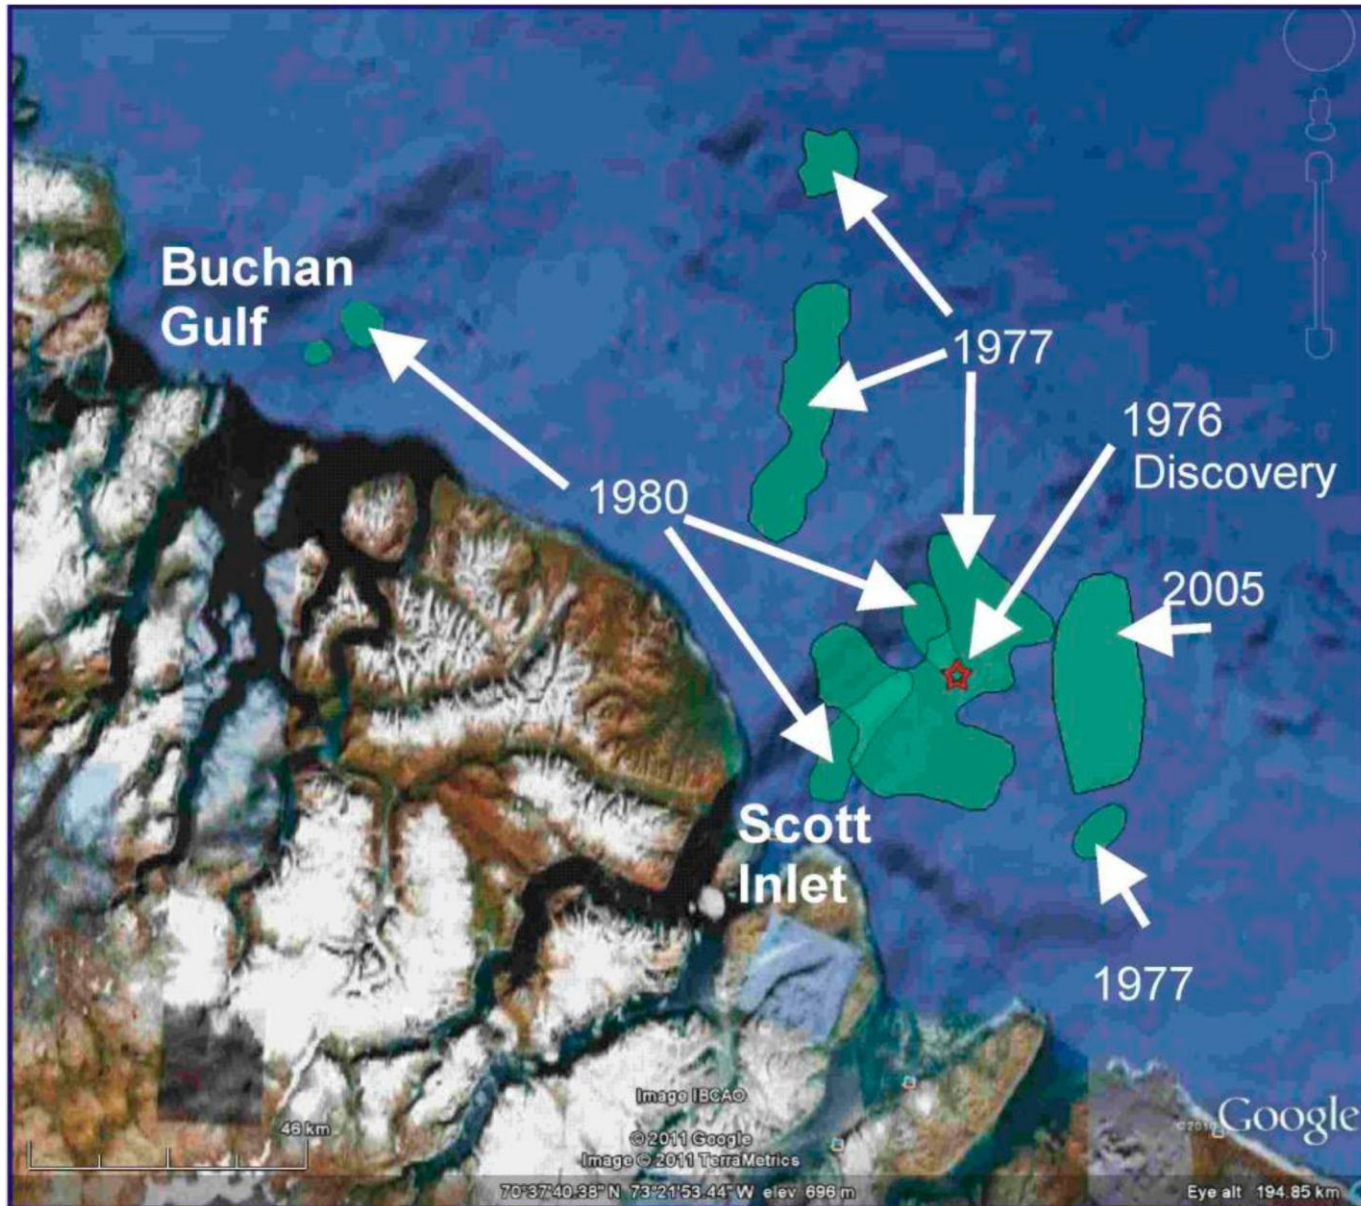 Buchan
Gulf
1977
1976
Discovery
1980
2005
Scott
Inlet
1977
Image IBCAO
46 km
© 2011 Google
Image © 2011 TerraMetrics
©2010 Google
70°37'40.38" N 73°21'53.44" W elev 696 m
Eye alt 194.85 km